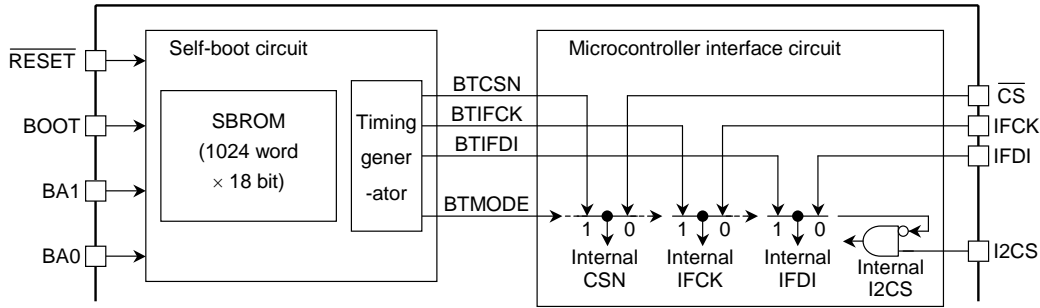 Self-boot circuit
Microcontroller interface circuit
RESET
BOOT
BA1
BA0
SBROM
(1024 word
× 18 bit)
Timing
gener
-ator
BTCSN
BTIFCK
BTIFDI
BTMODE
CS
IFCK
IFDI
I2CS
1 0
1 0
1 0
Internal
CSN
Internal
IFCK
Internal
IFDI
Internal
I2CS